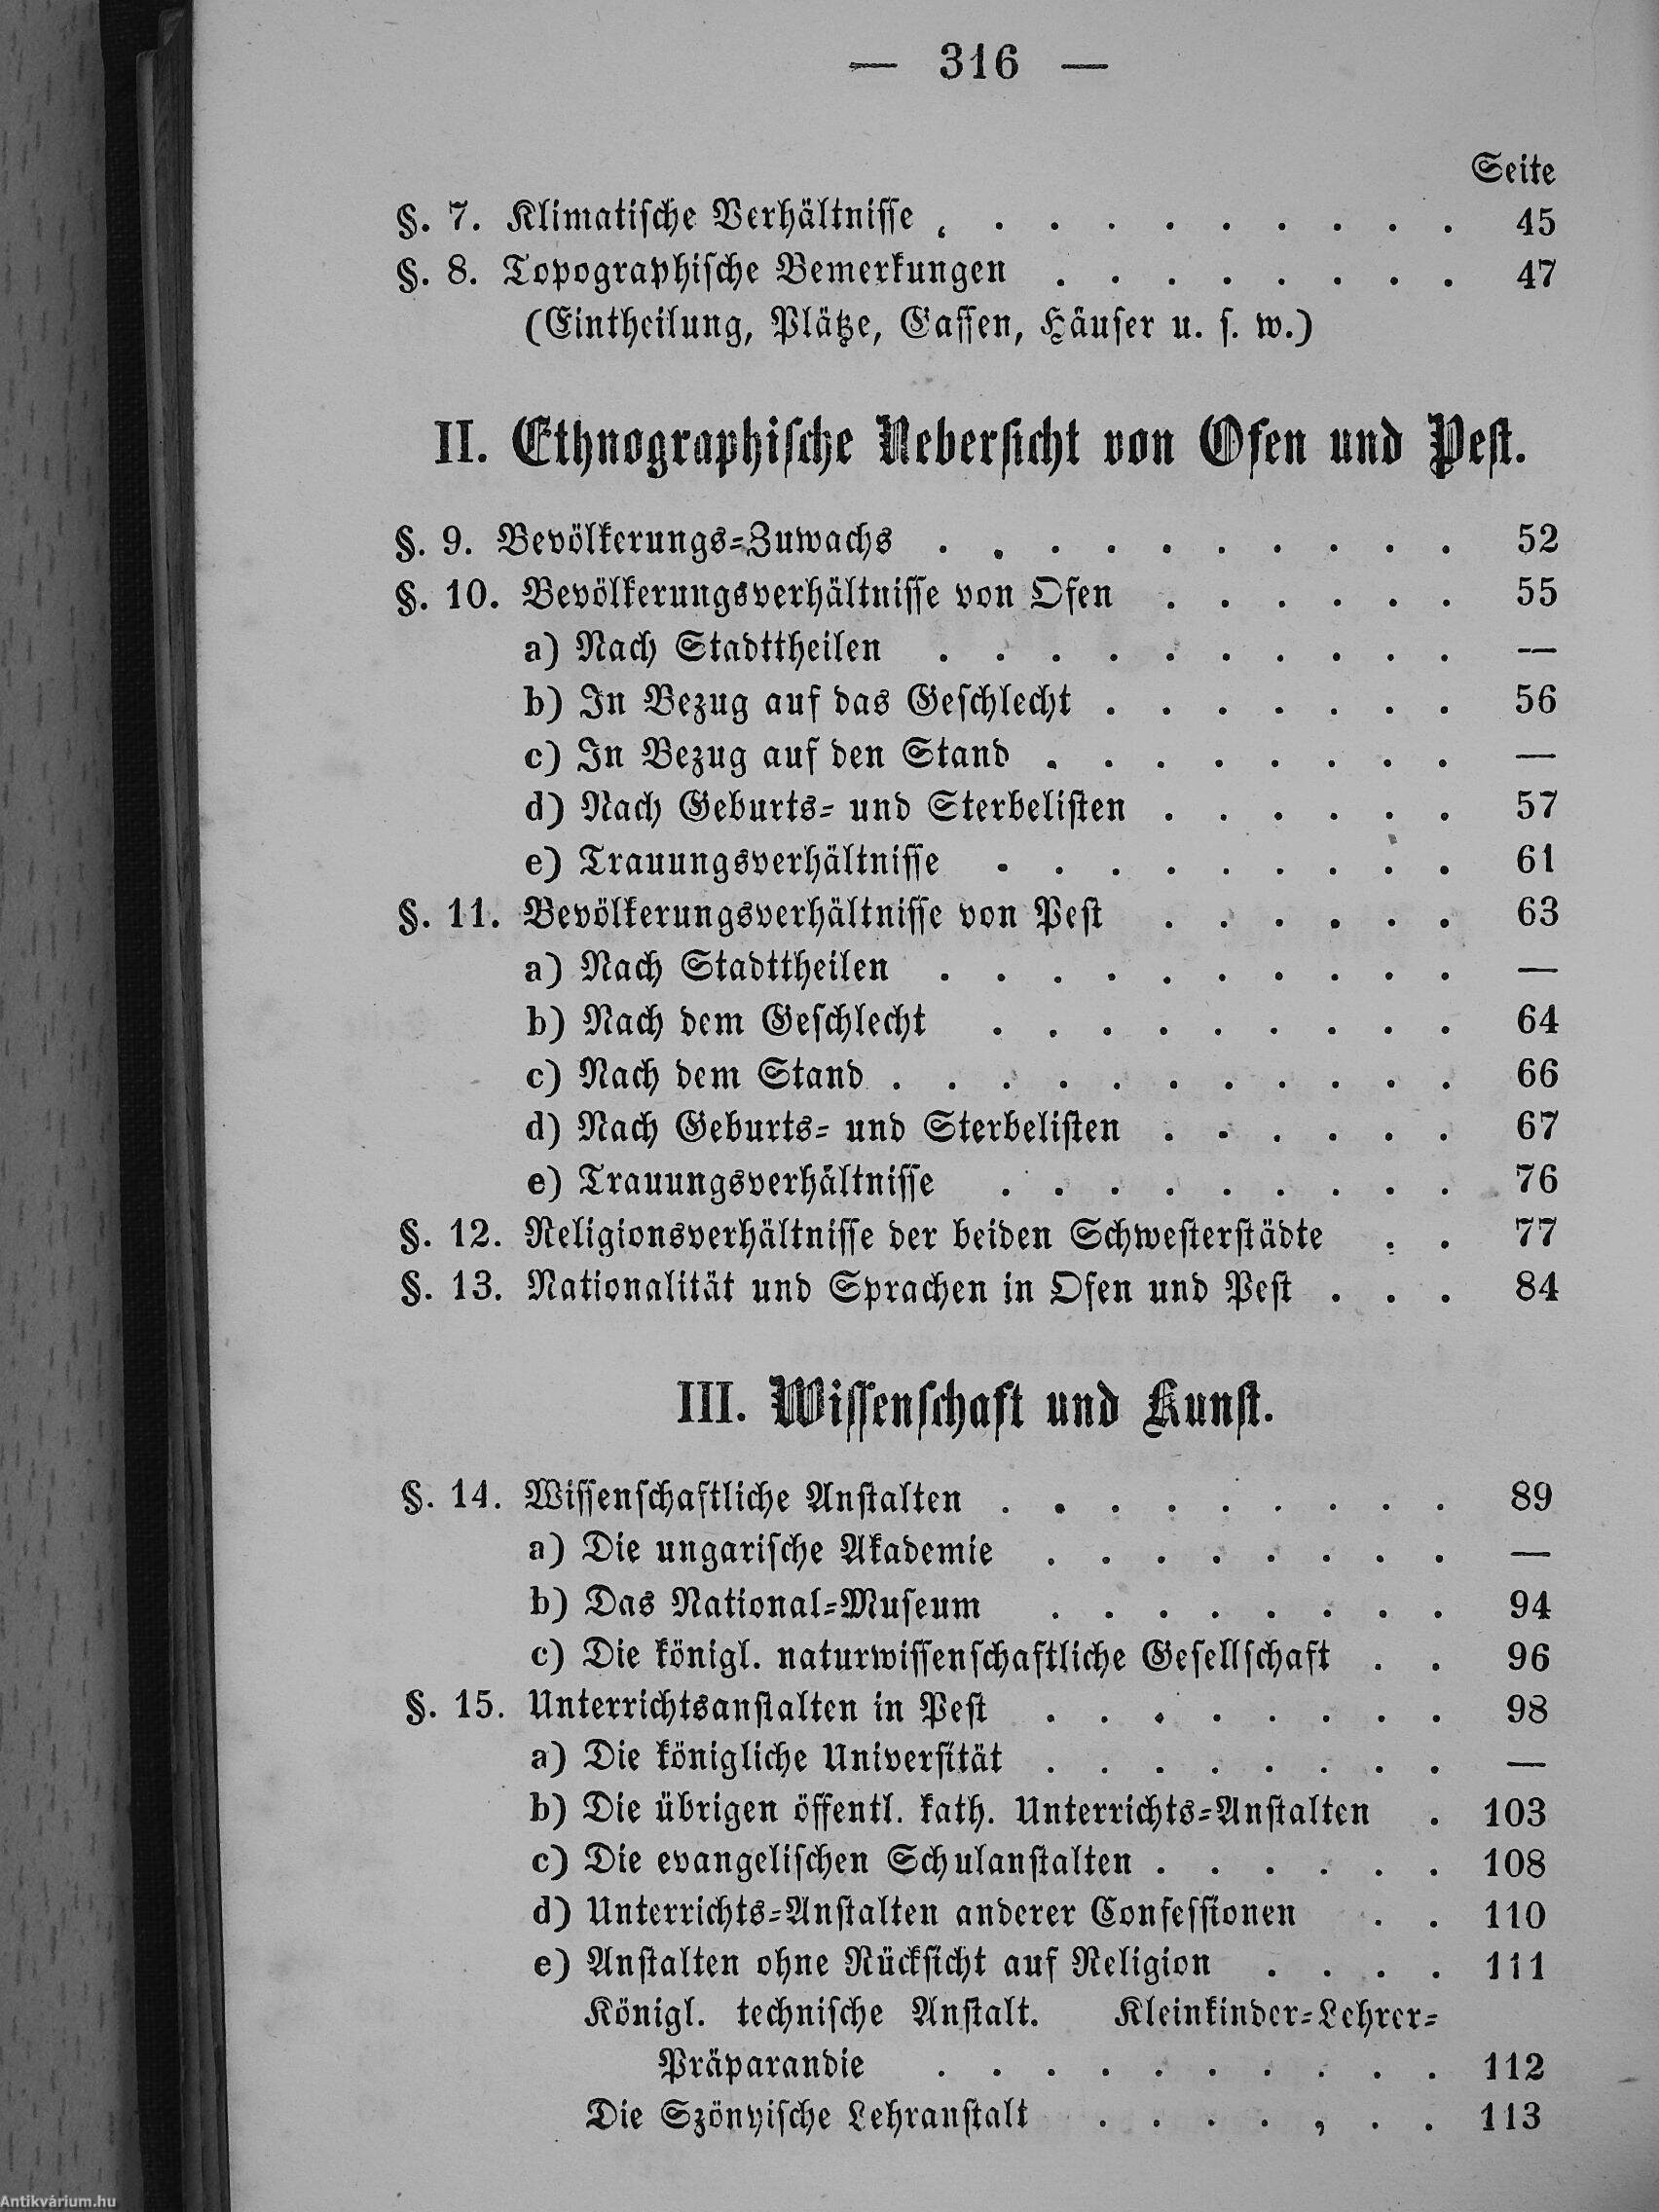 — 316 —
Seite
§. 7. Klimatische Verhältnisse . . . . . . . . . . 45
§. 8. Topographische Bemerkungen . . . . . . . . 47
(Eintheilung, Plätze, Gassen, Häuser u. s. w.)
II. Ethnographische Uebersicht von Ofen und Pest.
§. 9. Bevölkerungs-Zuwachs . . . . . . . . . . 52
§. 10. Bevölkerungsverhältnisse von Ofen . . . . . . 55
a) Nach Stadttheilen . . . . . . . . . . —
b) In Bezug auf das Geschlecht . . . . . . . 56
c) In Bezug auf den Stand . . . . . . . . —
d) Nach Geburts- und Sterbelisten . . . . . . 57
e) Trauungsverhältnisse . . . . . . . . . 61
§. 11. Bevölkerungsverhältnisse von Pest . . . . . . 63
a) Nach Stadttheilen . . . . . . . . . . —
b) Nach dem Geschlecht . . . . . . . . . 64
c) Nach dem Stand . . . . . . . . . . . 66
d) Nach Geburts- und Sterbelisten . . . . . . 67
e) Trauungsverhältnisse . . . . . . . . . 76
§. 12. Religionsverhältnisse der beiden Schwesterstädte . . 77
§. 13. Nationalität und Sprachen in Ofen und Pest . . . 84
III. Wissenschaft und Kunst.
§. 14. Wissenschaftliche Anstalten . . . . . . . . . 89
a) Die ungarische Akademie . . . . . . . . —
b) Das National-Museum . . . . . . . . 94
c) Die königl. naturwissenschaftliche Gesellschaft . . 96
§. 15. Unterrichtsanstalten in Pest . . . . . . . . 98
a) Die königliche Universität . . . . . . . . —
b) Die übrigen öffentl. kath. Unterrichts-Anstalten . 103
c) Die evangelischen Schulanstalten . . . . . . 108
d) Unterrichts-Anstalten anderer Confessionen . . 110
e) Anstalten ohne Rücksicht auf Religion . . . . 111
Königl. technische Anstalt. Kleinkinder-Lehrer-
Präparandie . . . . . . . . . . 112
Die Szönyische Lehranstalt . . . . , . . 113
Antikvárium.hu